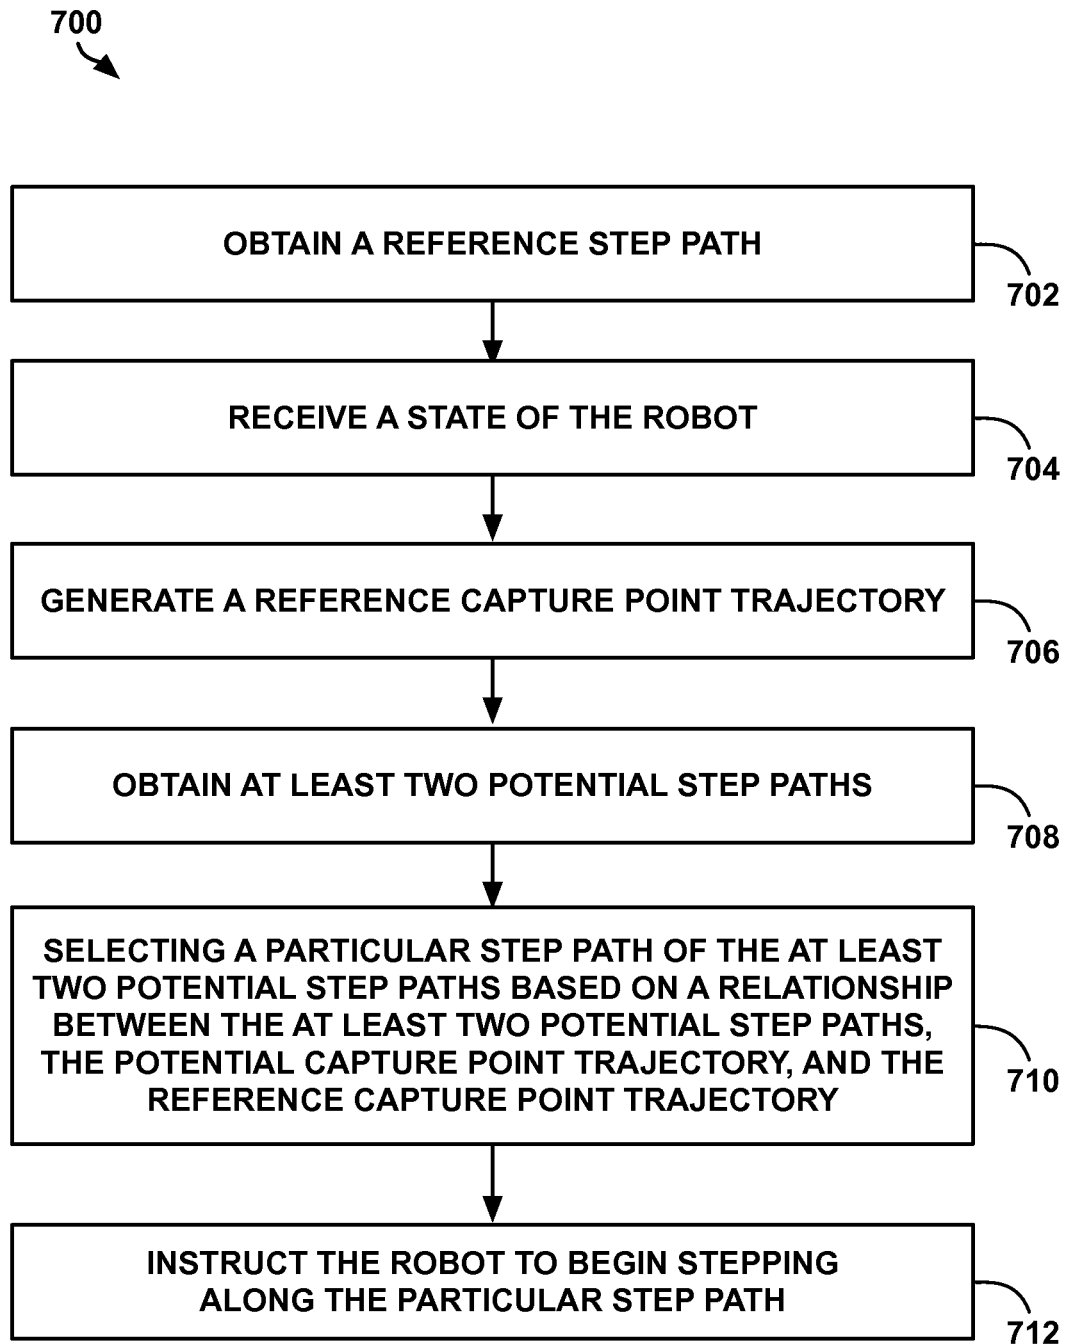 700
OBTAIN A REFERENCE STEP PATH
702
RECEIVE A STATE OF THE ROBOT
704
GENERATE A REFERENCE CAPTURE POINT TRAJECTORY
706
OBTAIN AT LEAST TWO POTENTIAL STEP PATHS
708
SELECTING A PARTICULAR STEP PATH OF THE AT LEAST
TWO POTENTIAL STEP PATHS BASED ON A RELATIONSHIP
BETWEEN THE AT LEAST TWO POTENTIAL STEP PATHS,
THE POTENTIAL CAPTURE POINT TRAJECTORY, AND THE
REFERENCE CAPTURE POINT TRAJECTORY
710
INSTRUCT THE ROBOT TO BEGIN STEPPING
ALONG THE PARTICULAR STEP PATH
712